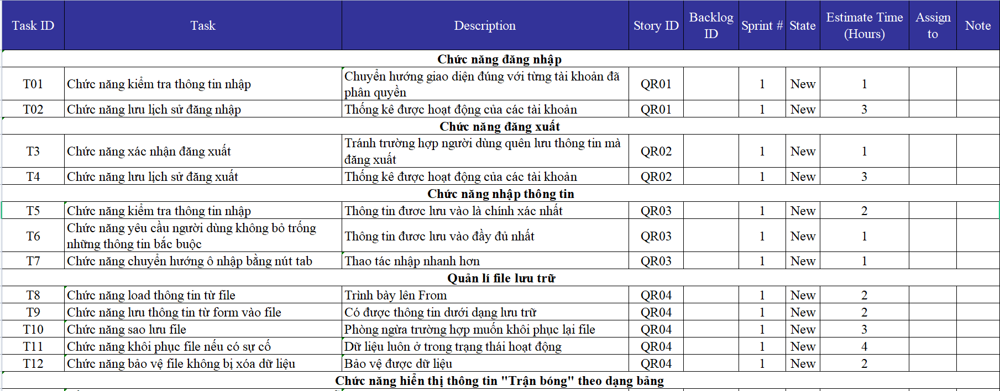 Task ID Task Description Story ID Backlog ID Sprint # State Estimate Time (Hours) Assign to Note
Chức năng đăng nhập
T01 Chức năng kiểm tra thông tin nhập Chuyển hướng giao diện đúng với từng tài khoản đã phân quyền QR01 1 New 1
T02 Chức năng lưu lịch sử đăng nhập Thống kê được hoạt động của các tài khoản QR01 1 New 3
Chức năng đăng xuất
T3 Chức năng xác nhận đăng xuất Tránh trường hợp người dùng quên lưu thông tin mà đăng xuất QR02 1 New 1
T4 Chức năng lưu lịch sử đăng xuất Thống kê được hoạt động của các tài khoản QR02 1 New 3
Chức năng nhập thông tin
T5 Chức năng kiểm tra thông tin nhập Thông tin đươc lưu vào là chính xác nhất QR03 1 New 2
T6 Chức năng yêu cầu người dùng không bỏ trống những thông tin bắc buộc Thông tin đươc lưu vào đầy đủ nhất QR03 1 New 1
T7 Chức năng chuyển hướng ô nhập bằng nút tab Thao tác nhập nhanh hơn QR03 1 New 1
Quản lí file lưu trữ
T8 Chức năng load thông tin từ file Trình bày lên From QR04 1 New 2
T9 Chức năng lưu thông tin từ form vào file Có được thông tin dưới dạng lưu trữ QR04 1 New 2
T10 Chức năng sao lưu file Phòng ngừa trường hợp muốn khôi phục lại file QR04 1 New 3
T11 Chức năng khôi phục file nếu có sự cố Dữ liệu luôn ở trong trạng thái hoạt động QR04 1 New 4
T12 Chức năng bảo vệ file không bị xóa dữ liệu Bảo vệ được dữ liệu QR04 1 New 2
Chức năng hiển thị thông tin "Trận bóng" theo dạng bảng